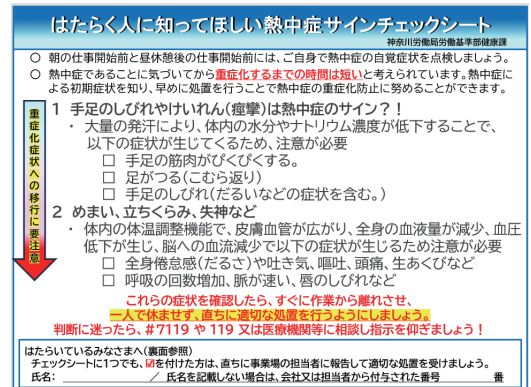 はたらく人に知ってほしい熱中症サインチェックシート
神奈川労働局労働基準部健康課
○ 朝の仕事開始前と昼休憩後の仕事開始前には、ご自身で熱中症の自覚症状を点検しましょう。
○ 熱中症であることに気づいてから重症化するまでの時間は短いと考えられています。熱中症に
よる初期症状を知り、早めに処置を行うことで熱中症の重症化防止に努めることができます。
重症化症状への移行に要注意
1 手足のしびれやけいれん(痙攣)は熱中症のサイン?!
・ 大量の発汗により、体内の水分やナトリウム濃度が低下することで、
以下の症状が生じてくるため、注意が必要
□ 手足の筋肉がぴくぴくする。
□ 足がつる(こむら返り)
□ 手足のしびれ(だるいなどの症状を含む。)
2 めまい、立ちくらみ、失神など
・ 体内の体温調整機能で、皮膚血管が広がり、全身の血液量が減少、血圧
低下が生じ、脳への血流減少で以下の症状が生じるため注意が必要
□ 全身倦怠感(だるさ)や吐き気、嘔吐、頭痛、生あくびなど
□ 呼吸の回数増加、脈が速い、唇のしびれなど
これらの症状を確認したら、すぐに作業から離れさせ、
一人で休ませず、直ちに適切な処置を行うようにしましょう。
判断に迷ったら、#7119 や 119 又は医療機関等に相談し指示を仰ぎましょう!
はたらいているみなさまへ(裏面参照)
チェックシートに1つでも、☑を付けた方は、直ちに事業場の担当者に報告して適切な処置を受けましょう。
氏名: / 氏名を記載しない場合は、会社又は担当者から付与された番号 番